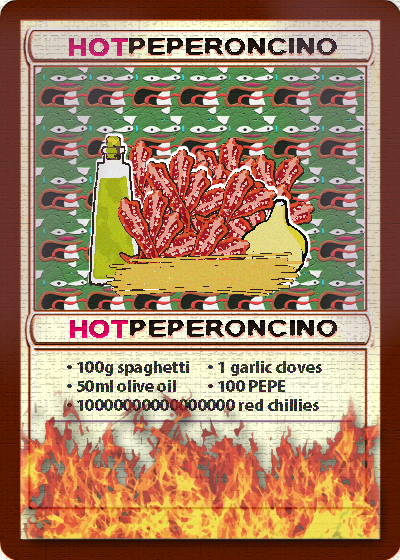 HOTPEPERONCINO
HOTPEPERONCINO
• 100g spaghetti • 1 garlic cloves
• 50ml olive oil • 100 PEPE
• 10000000000000000 red chillies